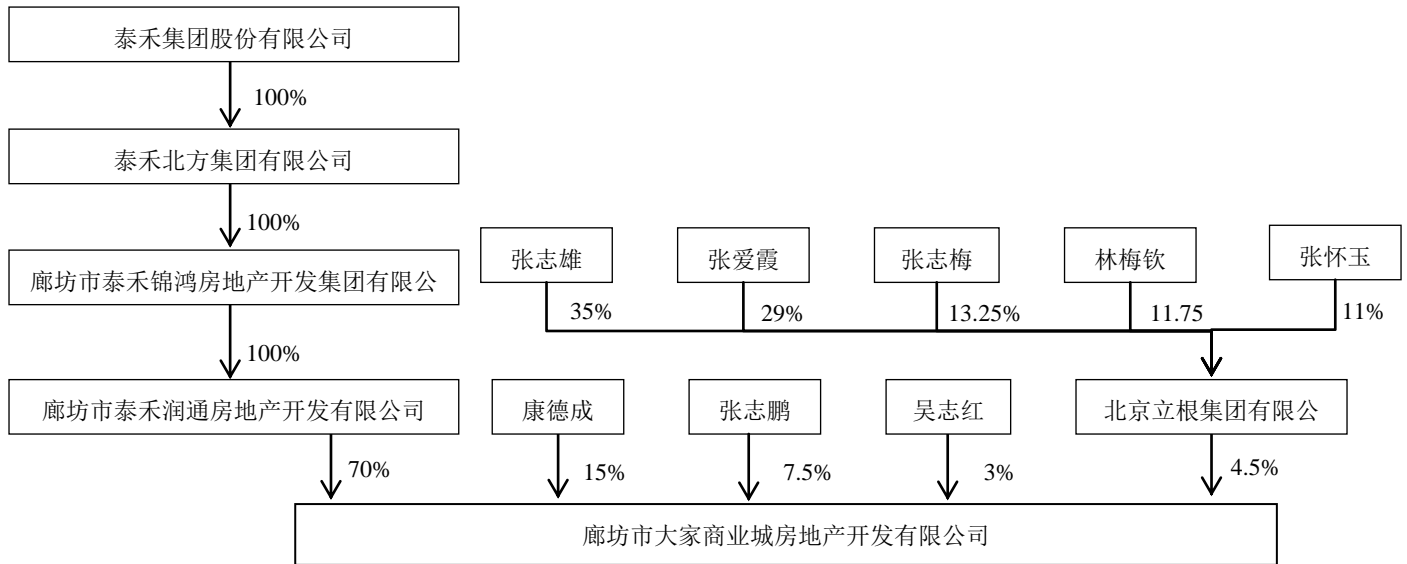 泰禾集团股份有限公司
100%
泰禾北方集团有限公司
100%
廊坊市泰禾锦鸿房地产开发集团有限公
100%
张志雄
张爱霞
张志梅
林梅钦
张怀玉
35%
29%
13.25%
11.75
11%
廊坊市泰禾润通房地产开发有限公司
康德成
张志鹏
吴志红
北京立根集团有限公
70%
15%
7.5%
3%
4.5%
廊坊市大家商业城房地产开发有限公司